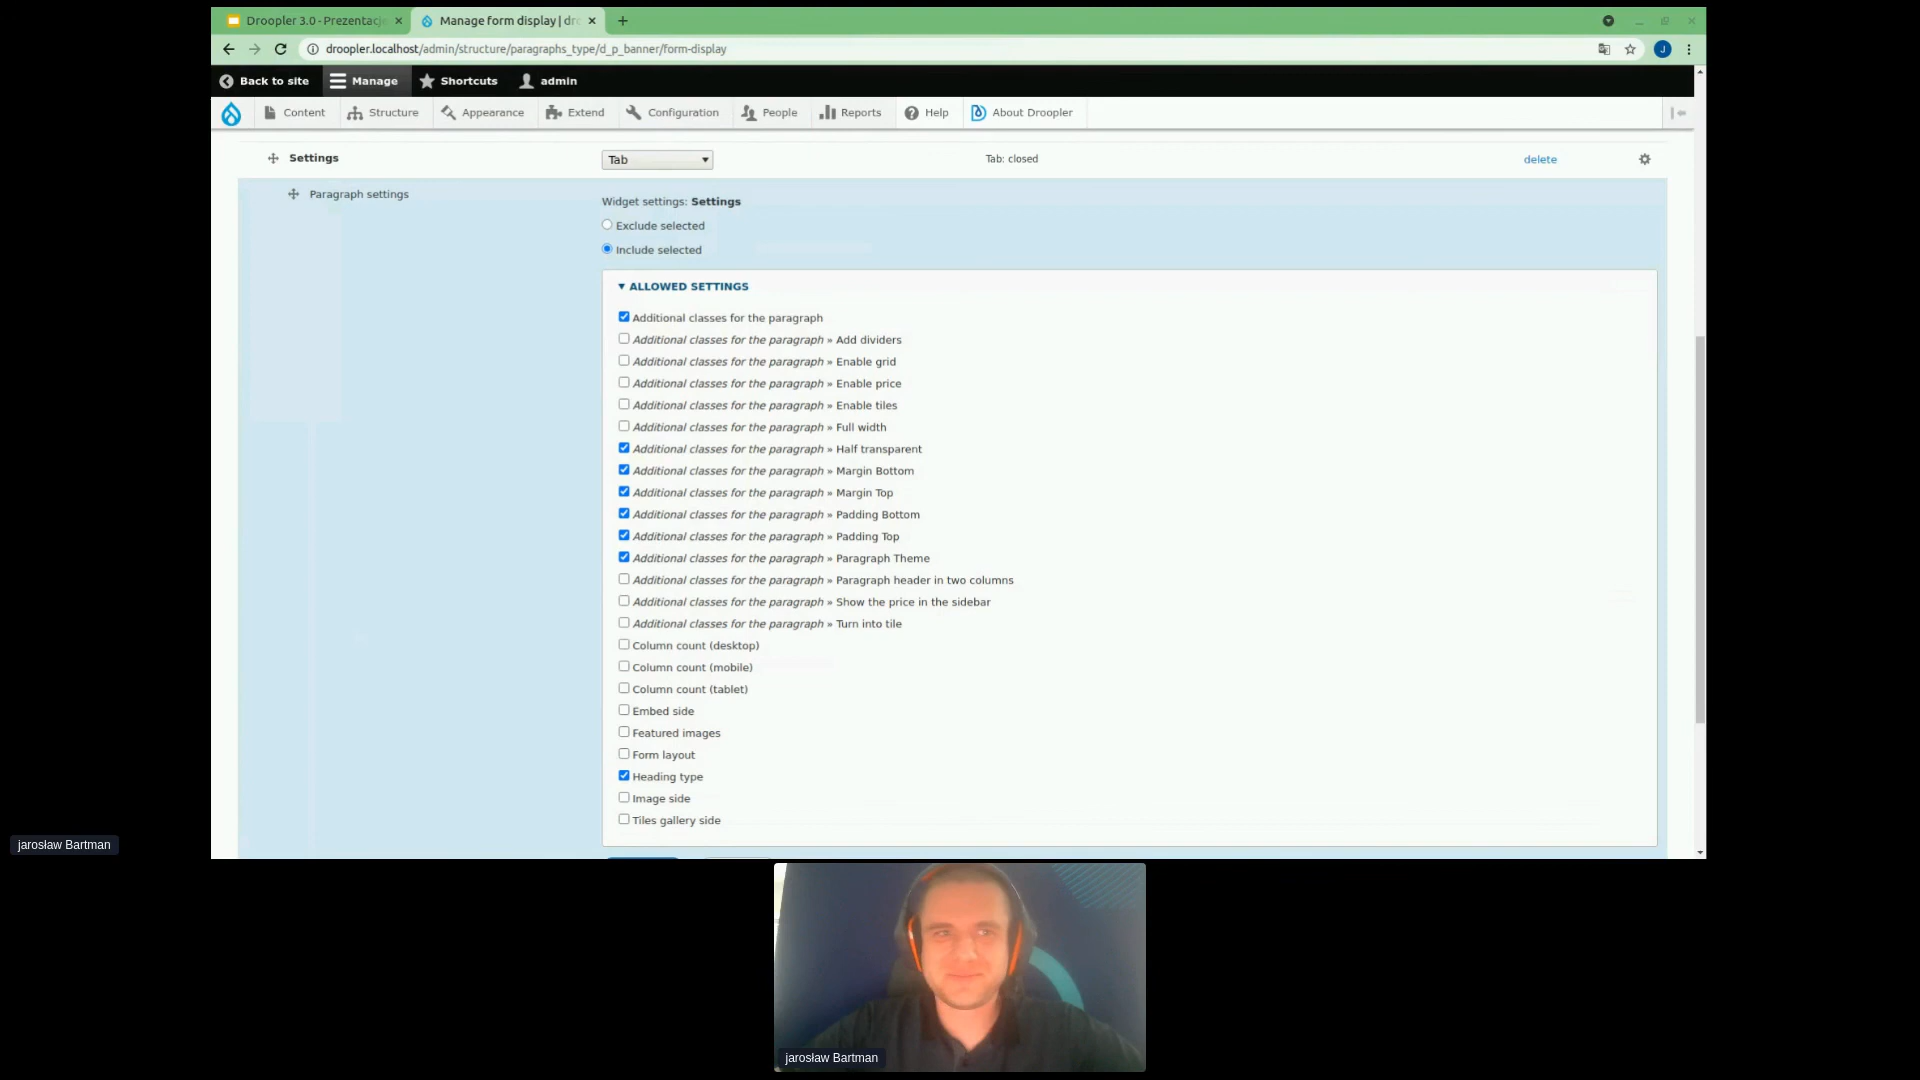 Droopler 3.0 - Prezentacje
Manage form display | dro
droopler.localhost/admin/structure/paragraphs_type/d_p_banner/form-display
J
Back to site
Manage
Shortcuts
admin
Content
Structure
Appearance
Extend
Configuration
People
Reports
Help
About Droopler
Settings
Tab
Tab: closed
delete
Paragraph settings
Widget settings: Settings
Exclude selected
Include selected
ALLOWED SETTINGS
Additional classes for the paragraph
Additional classes for the paragraph » Add dividers
Additional classes for the paragraph » Enable grid
Additional classes for the paragraph » Enable price
Additional classes for the paragraph » Enable tiles
Additional classes for the paragraph » Full width
Additional classes for the paragraph » Half transparent
Additional classes for the paragraph » Margin Bottom
Additional classes for the paragraph » Margin Top
Additional classes for the paragraph » Padding Bottom
Additional classes for the paragraph » Padding Top
Additional classes for the paragraph » Paragraph Theme
Additional classes for the paragraph » Paragraph header in two columns
Additional classes for the paragraph » Show the price in the sidebar
Additional classes for the paragraph » Turn into tile
Column count (desktop)
Column count (mobile)
Column count (tablet)
Embed side
Featured images
Form layout
Heading type
Image side
Tiles gallery side
jarosław Bartman
jarosław Bartman